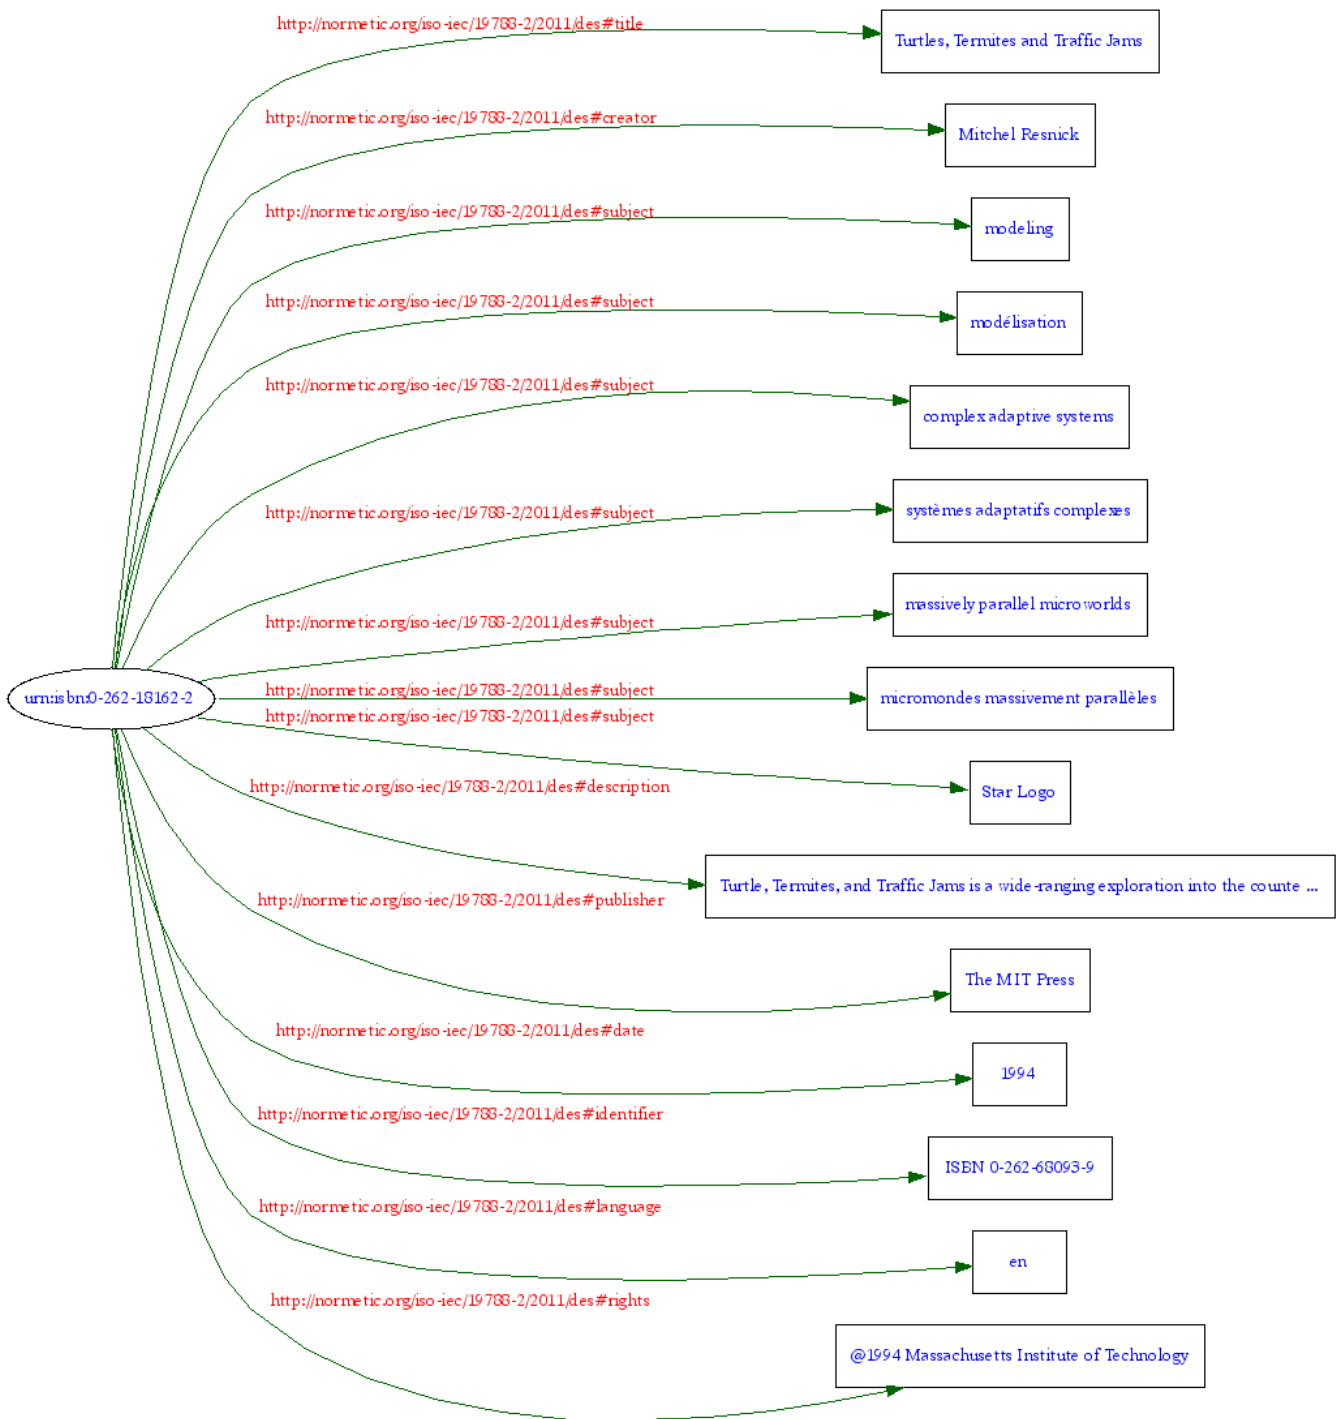 http://normetic.org/iso-iec/19788-2/2011/des#title
Turtles, Termites and Traffic Jams
http://normetic.org/iso-iec/19788-2/2011/des#creator
Mitchel Resnick
http://normetic.org/iso-iec/19788-2/2011/des#subject
modeling
http://normetic.org/iso-iec/19788-2/2011/des#subject
modélisation
http://normetic.org/iso-iec/19788-2/2011/des#subject
complex adaptive systems
http://normetic.org/iso-iec/19788-2/2011/des#subject
systèmes adaptatifs complexes
http://normetic.org/iso-iec/19788-2/2011/des#subject
massively parallel microworlds
urn:isbn:0-262-18162-2
http://normetic.org/iso-iec/19788-2/2011/des#subject
micromondes massivement parallèles
http://normetic.org/iso-iec/19788-2/2011/des#subject
Star Logo
http://normetic.org/iso-iec/19788-2/2011/des#description
Turtle, Termites, and Traffic Jams is a wide-ranging exploration into the counte ...
http://normetic.org/iso-iec/19788-2/2011/des#publisher
The MIT Press
http://normetic.org/iso-iec/19788-2/2011/des#date
1994
http://normetic.org/iso-iec/19788-2/2011/des#identifier
ISBN 0-262-68093-9
http://normetic.org/iso-iec/19788-2/2011/des#language
en
http://normetic.org/iso-iec/19788-2/2011/des#rights
@1994 Massachusetts Institute of Technology